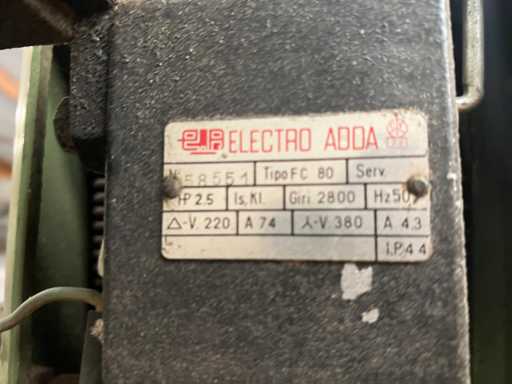 ELECTRO ADDA
N° 58551 Tipo FC 80 Serv.
HP 2.5 Is. Kl. Giri 2800 Hz 50
△-V. 220 A 7.4 ⅄-V. 380 A 4.3
I.P. 44